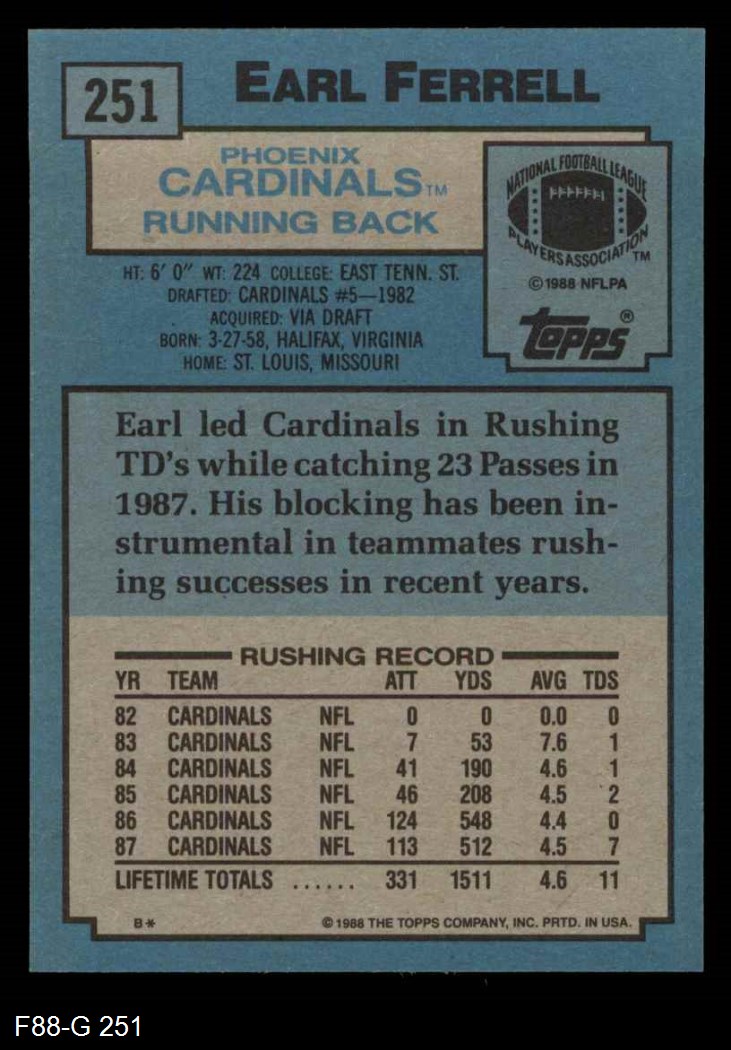 251
EARL FERRELL
PHOENIX
CARDINALS™
RUNNING BACK
NATIONAL FOOTBALL LEAGUE
PLAYERS ASSOCIATION™
©1988 NFLPA
topps®
HT: 6' 0" WT: 224 COLLEGE: EAST TENN. ST.
DRAFTED: CARDINALS #5—1982
ACQUIRED: VIA DRAFT
BORN: 3-27-58, HALIFAX, VIRGINIA
HOME: ST. LOUIS, MISSOURI
Earl led Cardinals in Rushing
TD's while catching 23 Passes in
1987. His blocking has been in-
strumental in teammates rush-
ing successes in recent years.
RUSHING RECORD
YR TEAM ATT YDS AVG TDS
82 CARDINALS NFL 0 0 0.0 0
83 CARDINALS NFL 7 53 7.6 1
84 CARDINALS NFL 41 190 4.6 1
85 CARDINALS NFL 46 208 4.5 2
86 CARDINALS NFL 124 548 4.4 0
87 CARDINALS NFL 113 512 4.5 7
LIFETIME TOTALS ...... 331 1511 4.6 11
B* ©1988 THE TOPPS COMPANY, INC. PRTD. IN USA.
F88-G 251